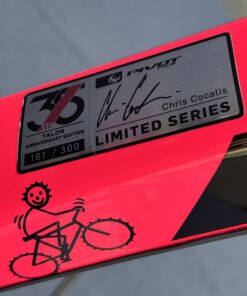 35
TALON
ANNIVERSARY EDITION
181 / 300
PIVOT
Chris Cocalis
LIMITED SERIES